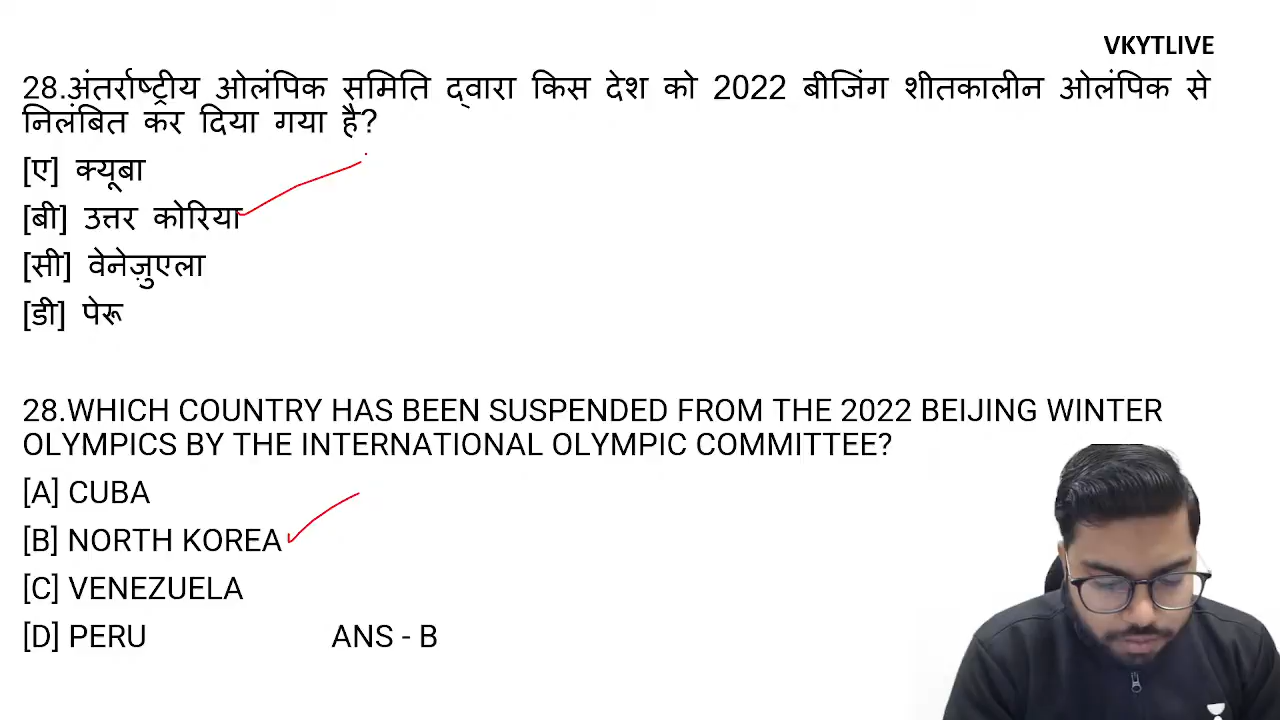 VKYTLIVE
28.अंतर्राष्ट्रीय ओलंपिक समिति द्वारा किस देश को 2022 बीजिंग शीतकालीन ओलंपिक से
निलंबित कर दिया गया है?
[ए] क्यूबा
[बी] उत्तर कोरिया
[सी] वेनेज़ुएला
[डी] पेरू
28.WHICH COUNTRY HAS BEEN SUSPENDED FROM THE 2022 BEIJING WINTER
OLYMPICS BY THE INTERNATIONAL OLYMPIC COMMITTEE?
[A] CUBA
[B] NORTH KOREA
[C] VENEZUELA
[D] PERU ANS - B